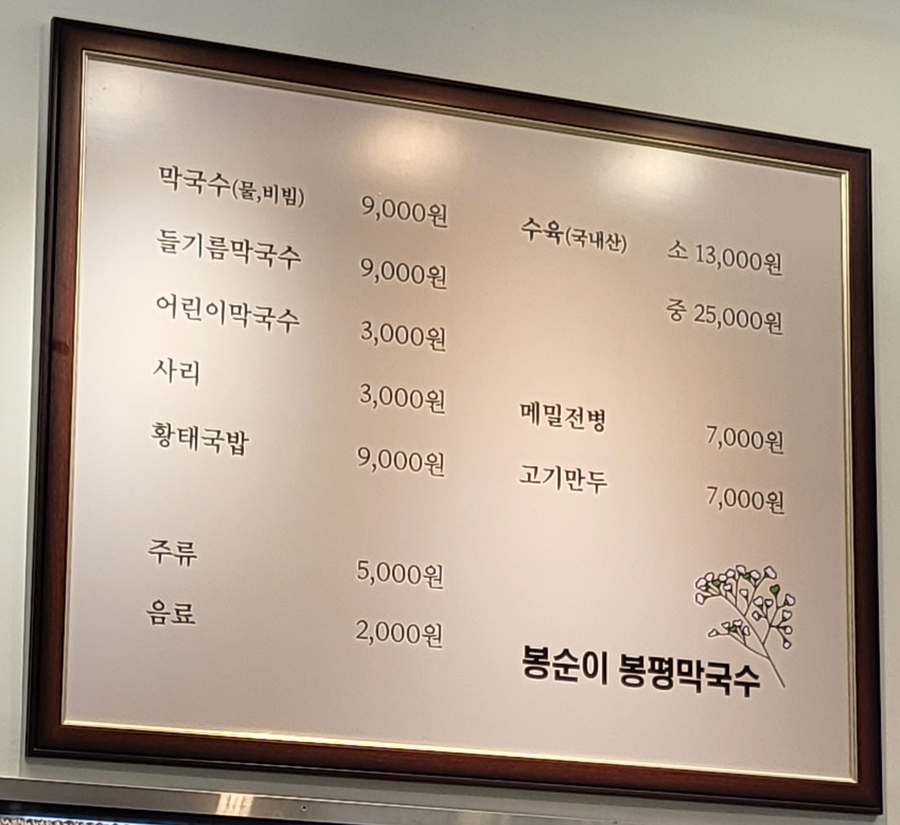 막국수(물,비빔) 9,000원
들기름막국수 9,000원
어린이막국수 3,000원
사리 3,000원
황태국밥 9,000원
주류 5,000원
음료 2,000원
수육(국내산) 소 13,000원
중 25,000원
메밀전병 7,000원
고기만두 7,000원
봉순이 봉평막국수